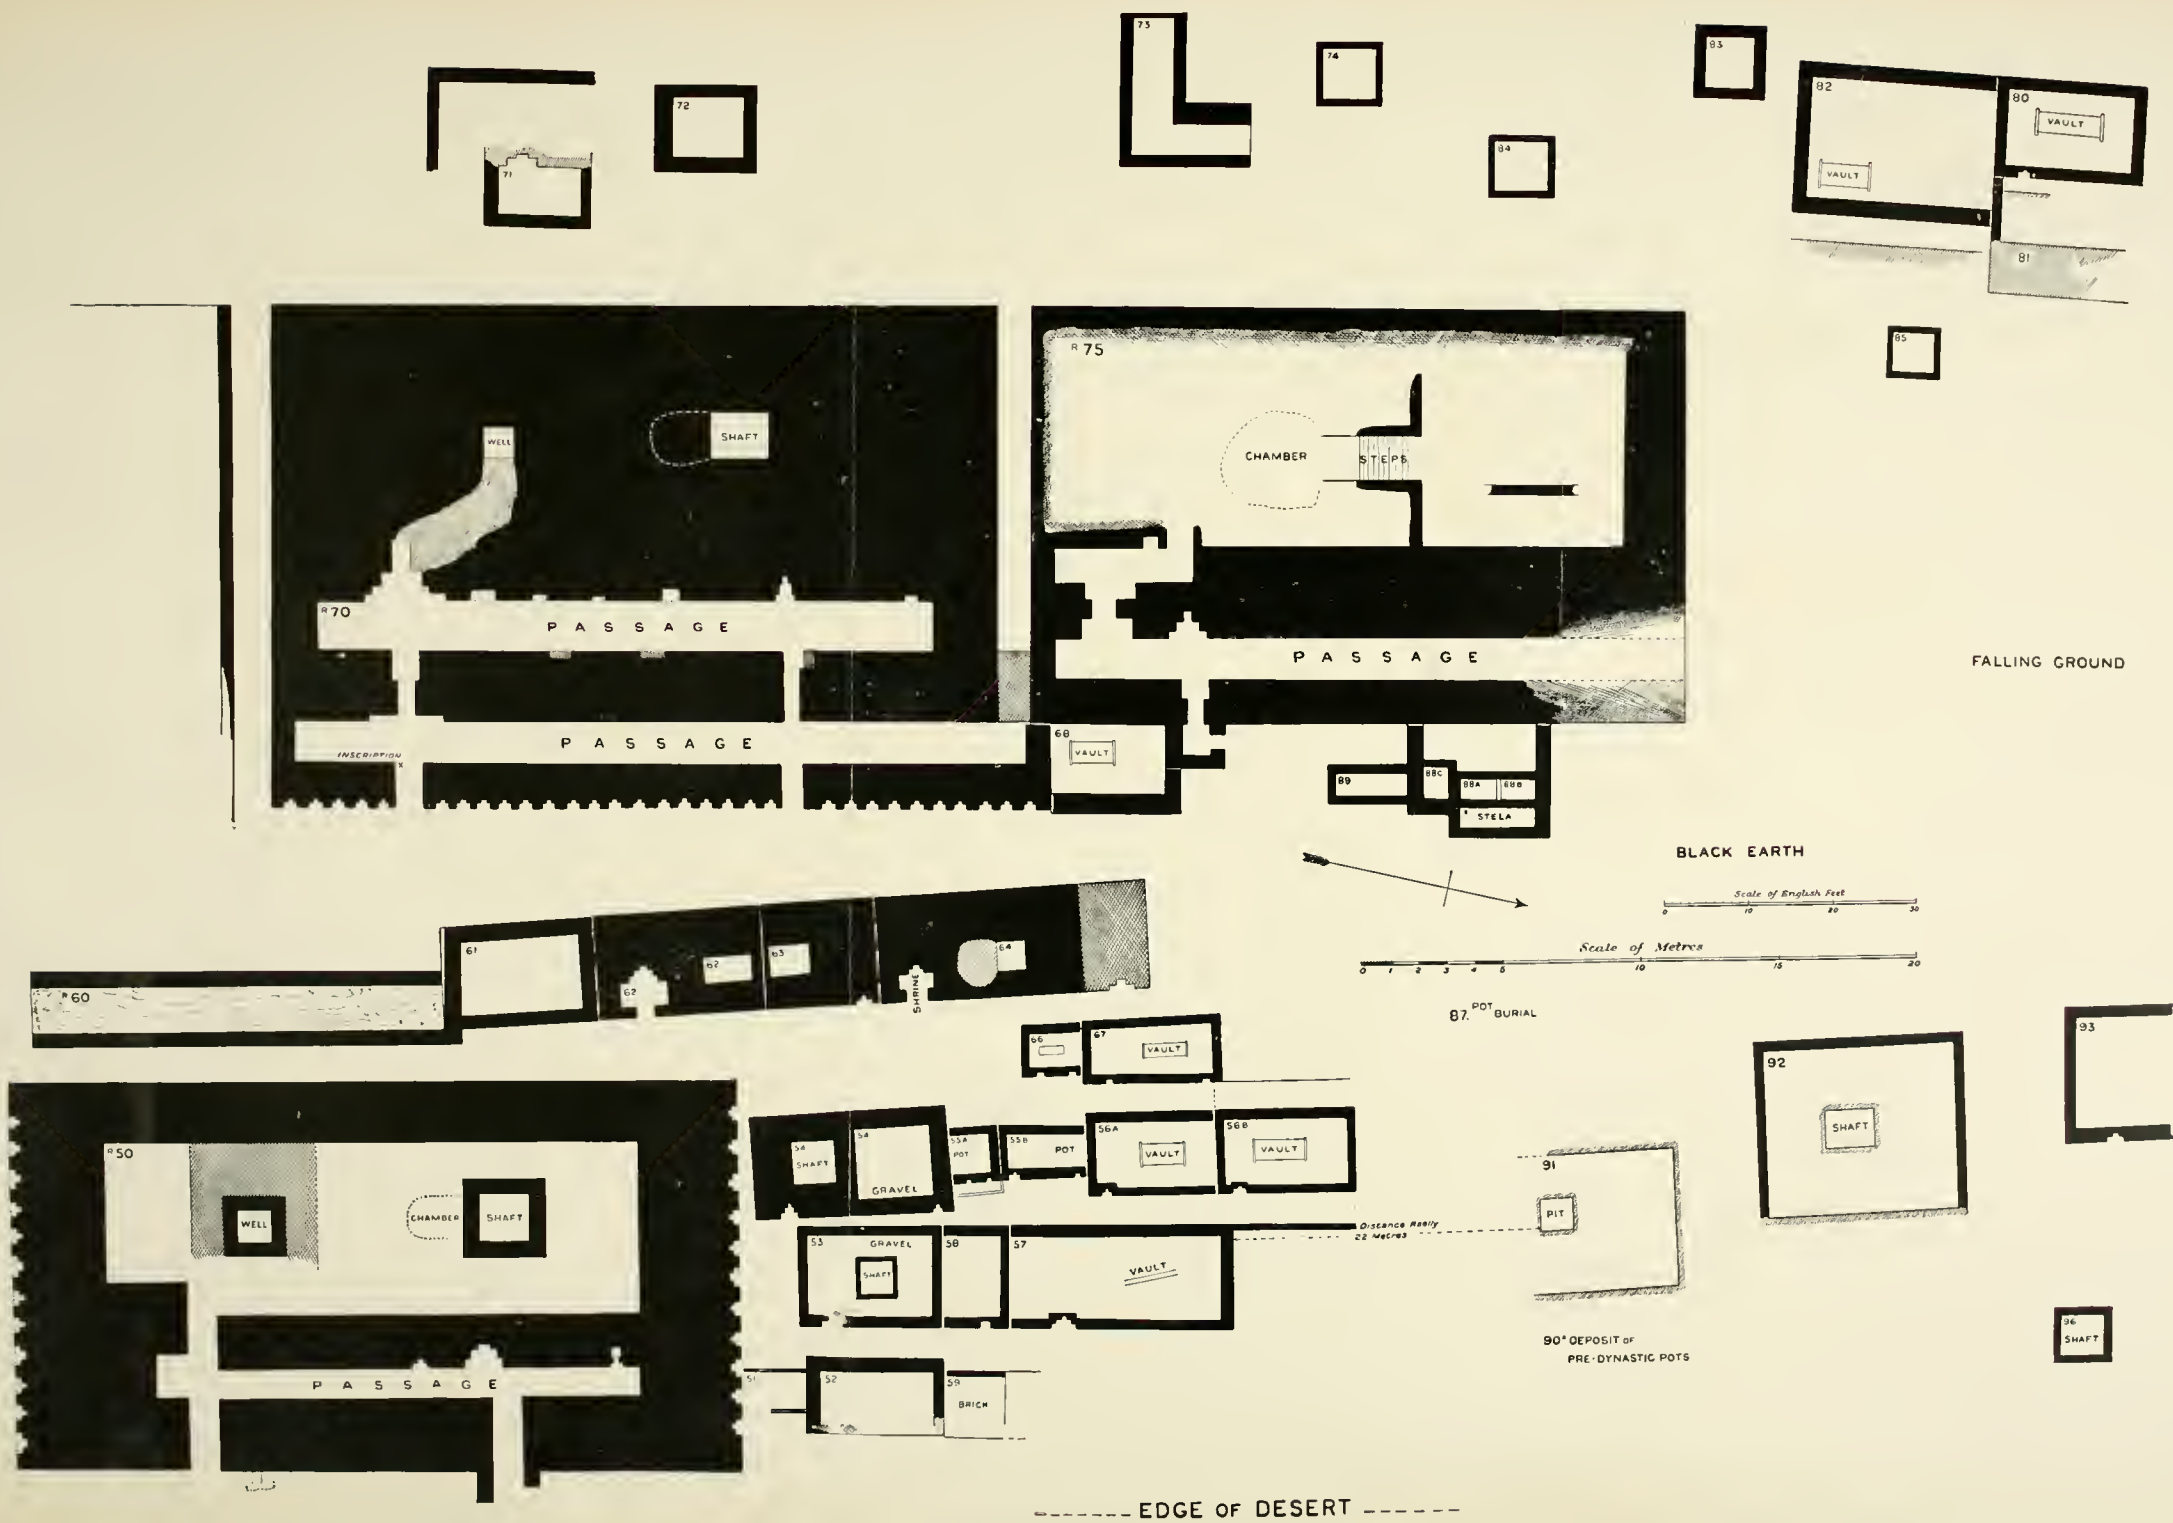 73
74
83
82
80
VAULT
72
84
71
VAULT
81
R 75
85
WELL
SHAFT
CHAMBER
STEPS
R 70
PASSAGE
PASSAGE
FALLING GROUND
68
VAULT
PASSAGE
INSCRIPTION
x
89
88C
88A
88B
STELA
BLACK EARTH
Scale of English Feet
0 10 20 30
61
62
63
64
Scale of Metres
0 1 2 3 4 5 10 15 20
R 60
62
SHRINE
87. POT BURIAL
66
67
VAULT
92
93
SHAFT
R 50
54
SHAFT
54
GRAVEL
55A
POT
55B
POT
56A
VAULT
56B
VAULT
91
PIT
WELL
CHAMBER
SHAFT
Distance Really
22 Metres
53
GRAVEL
SHAFT
58
57
VAULT
96
SHAFT
90ᵃ DEPOSIT OF
PRE-DYNASTIC POTS
PASSAGE
51
52
59
BRICK
EDGE OF DESERT